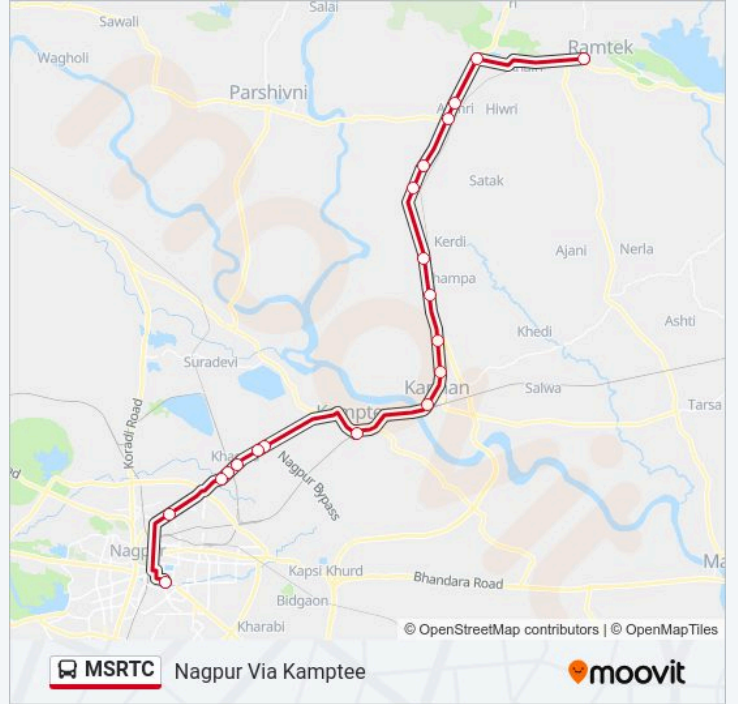 Salai
Sawali
Wagholi
Ramtek
Parshivni
Hiwri
Satak
Kerdi
Ajani
Nerla
Khedi
Ashti
Suradevi
Salwa
Tarsa
Koradi Road
Nagpur Bypass
Kapsi Khurd
Bhandara Road
Bidgaon
Kharabi
© OpenStreetMap contributors | © OpenMapTiles
MSRTC Nagpur Via Kamptee
moovit